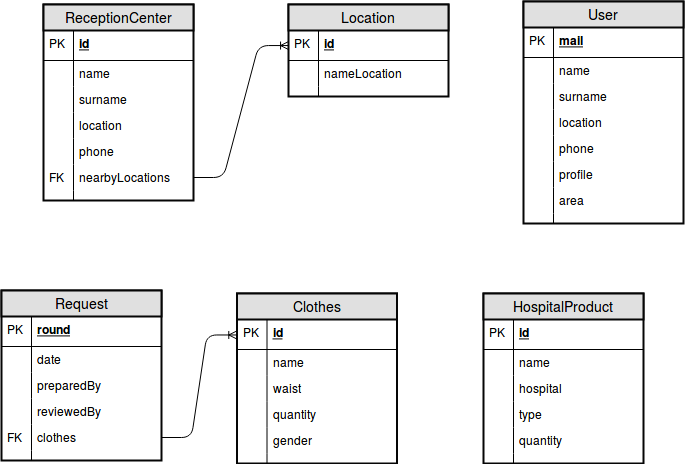 ReceptionCenter
PK id
name
surname
location
phone
FK nearbyLocations
Location
PK id
nameLocation
User
PK mail
name
surname
location
phone
profile
area
Request
PK round
date
preparedBy
reviewedBy
FK clothes
Clothes
PK id
name
waist
quantity
gender
HospitalProduct
PK id
name
hospital
type
quantity